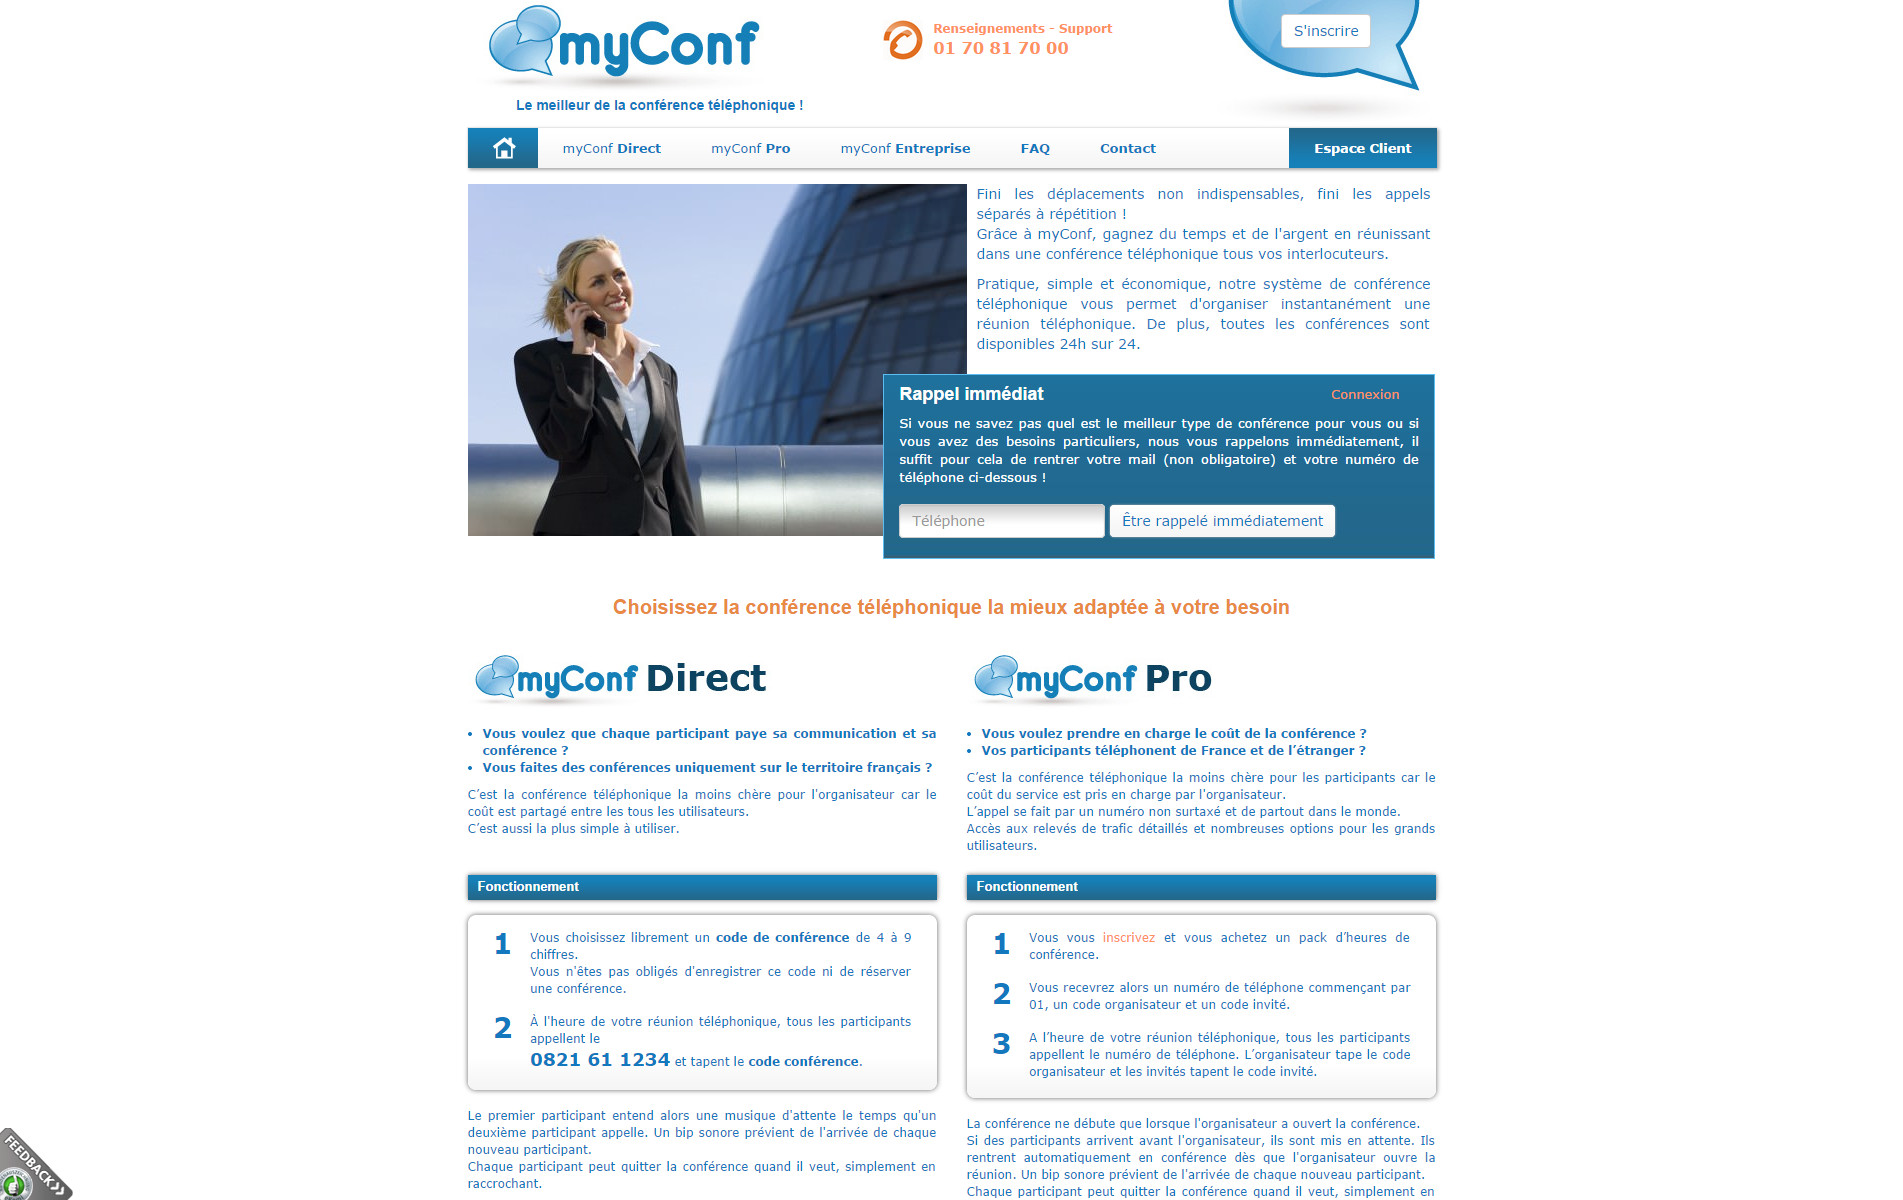 myConf
Le meilleur de la conférence téléphonique !
Renseignements - Support
01 70 81 70 00
S'inscrire
myConf Direct
myConf Pro
myConf Entreprise
FAQ
Contact
Espace Client
Fini les déplacements non indispensables, fini les appels
séparés à répétition !
Grâce à myConf, gagnez du temps et de l'argent en réunissant
dans une conférence téléphonique tous vos interlocuteurs.
Pratique, simple et économique, notre système de conférence
téléphonique vous permet d'organiser instantanément une
réunion téléphonique. De plus, toutes les conférences sont
disponibles 24h sur 24.
Rappel immédiat
Connexion
Si vous ne savez pas quel est le meilleur type de conférence pour vous ou si
vous avez des besoins particuliers, nous vous rappelons immédiatement, il
suffit pour cela de rentrer votre mail (non obligatoire) et votre numéro de
téléphone ci-dessous !
Téléphone
Être rappelé immédiatement
Choisissez la conférence téléphonique la mieux adaptée à votre besoin
myConf Direct
• Vous voulez que chaque participant paye sa communication et sa
conférence ?
• Vous faites des conférences uniquement sur le territoire français ?
C’est la conférence téléphonique la moins chère pour l'organisateur car le
coût est partagé entre les tous les utilisateurs.
C’est aussi la plus simple à utiliser.
Fonctionnement
1 Vous choisissez librement un code de conférence de 4 à 9
chiffres.
Vous n'êtes pas obligés d'enregistrer ce code ni de réserver
une conférence.
2 À l'heure de votre réunion téléphonique, tous les participants
appellent le
0821 61 1234 et tapent le code conférence.
Le premier participant entend alors une musique d'attente le temps qu'un
deuxième participant appelle. Un bip sonore prévient de l'arrivée de chaque
nouveau participant.
Chaque participant peut quitter la conférence quand il veut, simplement en
raccrochant.
myConf Pro
• Vous voulez prendre en charge le coût de la conférence ?
• Vos participants téléphonent de France et de l’étranger ?
C’est la conférence téléphonique la moins chère pour les participants car le
coût du service est pris en charge par l'organisateur.
L’appel se fait par un numéro non surtaxé et de partout dans le monde.
Accès aux relevés de trafic détaillés et nombreuses options pour les grands
utilisateurs.
Fonctionnement
1 Vous vous inscrivez et vous achetez un pack d’heures de
conférence.
2 Vous recevrez alors un numéro de téléphone commençant par
01, un code organisateur et un code invité.
3 A l’heure de votre réunion téléphonique, tous les participants
appellent le numéro de téléphone. L’organisateur tape le code
organisateur et les invités tapent le code invité.
La conférence ne débute que lorsque l'organisateur a ouvert la conférence.
Si des participants arrivent avant l'organisateur, ils sont mis en attente. Ils
rentrent automatiquement en conférence dès que l'organisateur ouvre la
réunion. Un bip sonore prévient de l'arrivée de chaque nouveau participant.
Chaque participant peut quitter la conférence quand il veut, simplement en
FEEDBACK